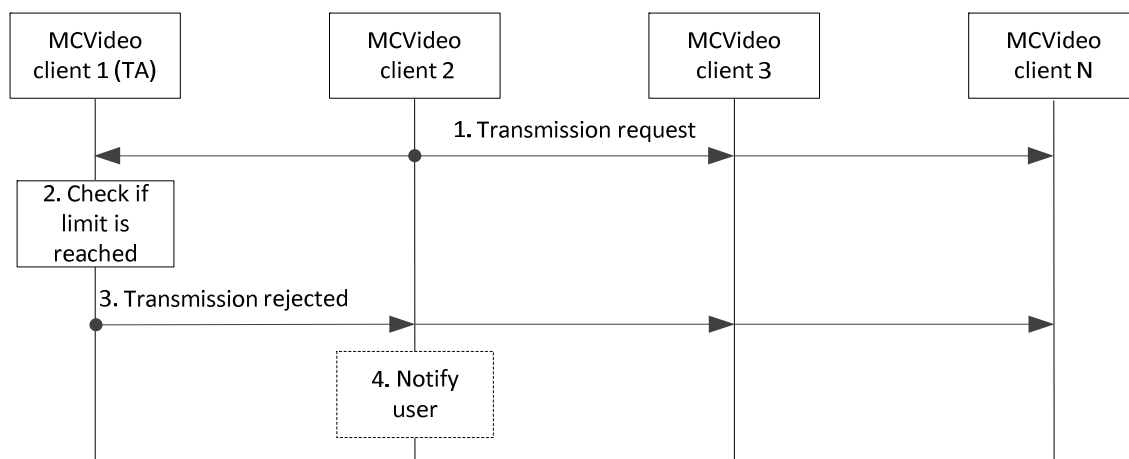 MCVideo
client 1 (TA)
MCVideo
client 2
MCVideo
client 3
MCVideo
client N
1. Transmission request
2. Check if
limit is
reached
3. Transmission rejected
4. Notify
user